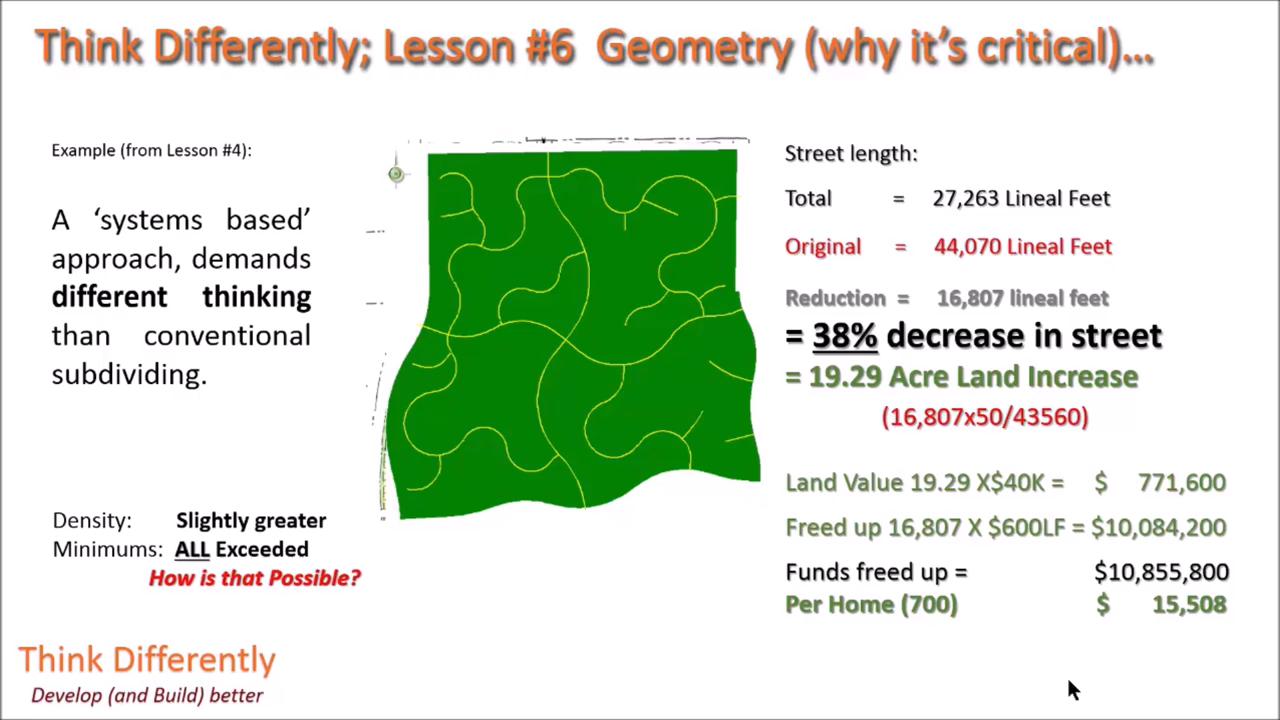 Think Differently; Lesson #6 Geometry (why it's critical)...
Example (from Lesson #4):
A 'systems based'
approach, demands
different thinking
than conventional
subdividing.
Density: Slightly greater
Minimums: ALL Exceeded
How is that Possible?
Street length:
Total = 27,263 Lineal Feet
Original = 44,070 Lineal Feet
Reduction = 16,807 lineal feet
= 38% decrease in street
= 19.29 Acre Land Increase
(16,807x50/43560)
Land Value 19.29 X$40K = $ 771,600
Freed up 16,807 X $600LF = $10,084,200
Funds freed up = $10,855,800
Per Home (700) $ 15,508
Think Differently
Develop (and Build) better